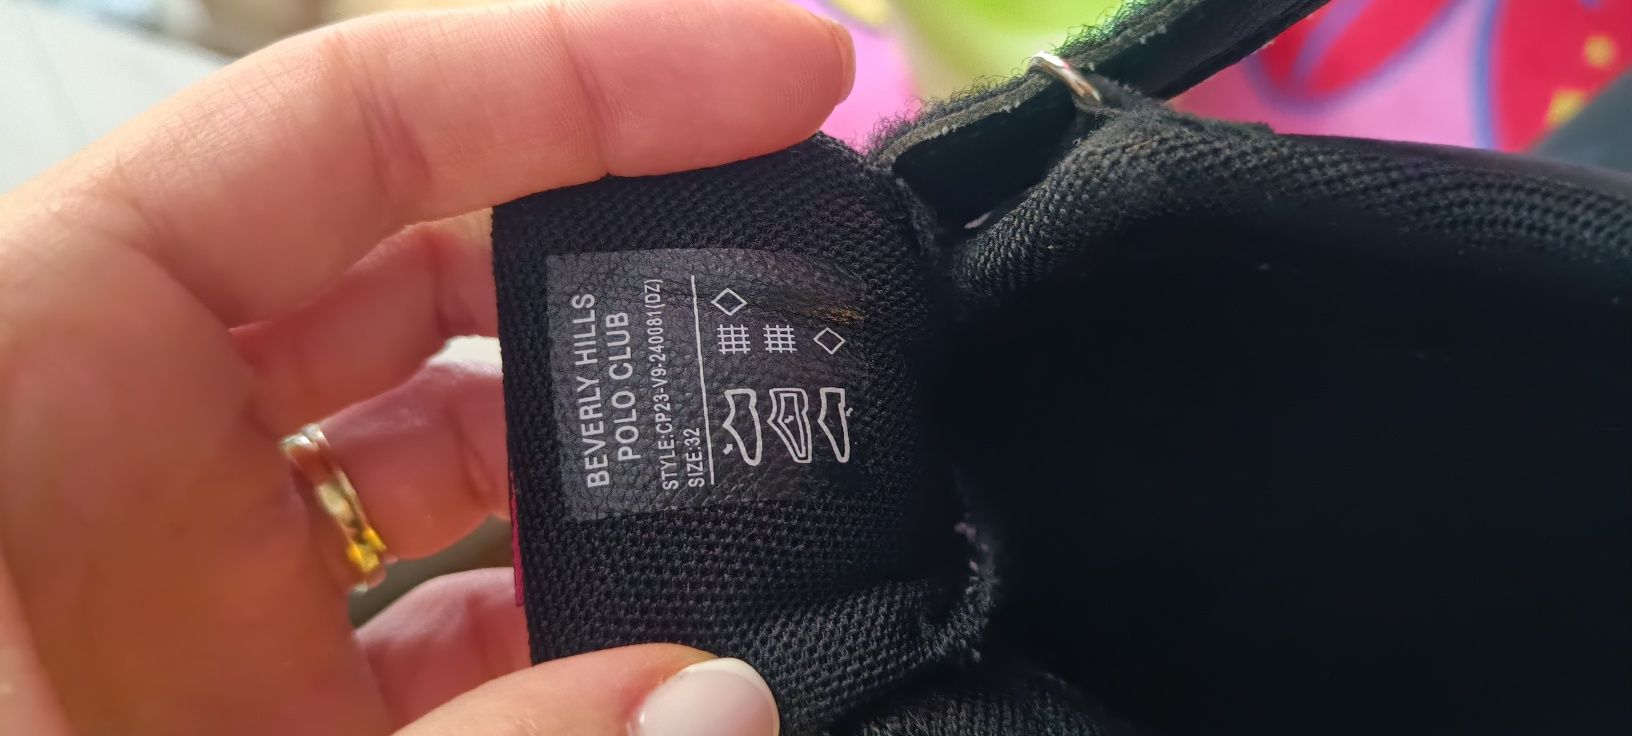 BEVERLY HILLS
POLO CLUB
STYLE:CP23-V9-240081(DZ)
SIZE:32